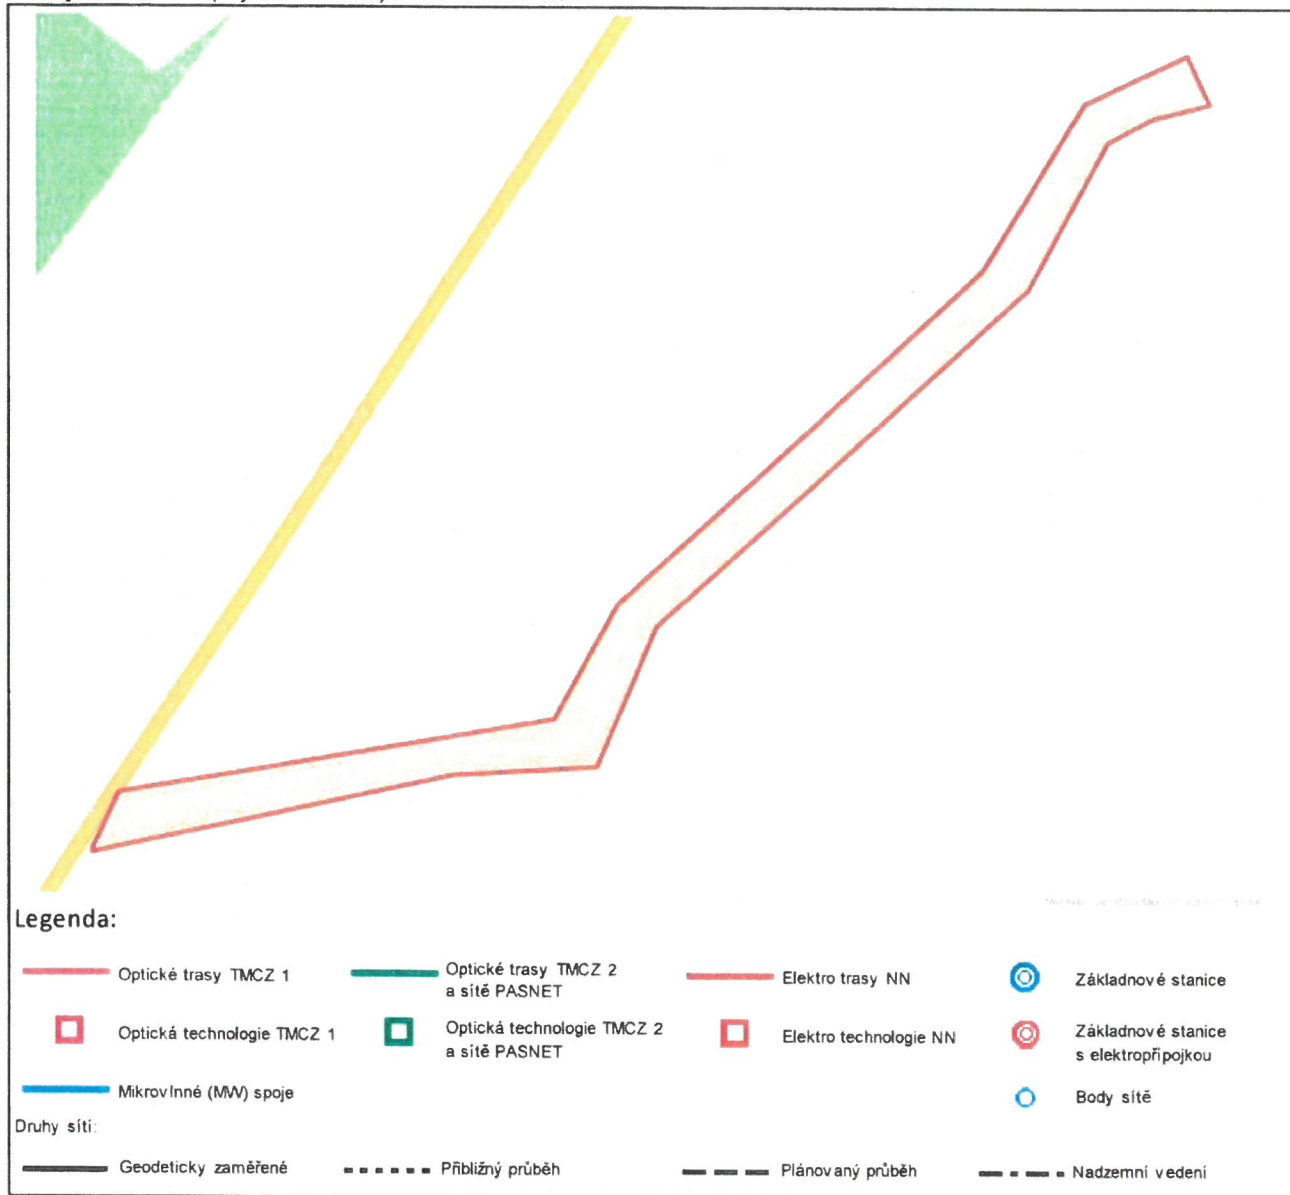 Legenda:
Optické trasy TMCZ 1
Optické trasy TMCZ 2
a sítě PASNET
Elektro trasy NN
Základnové stanice
Optická technologie TMCZ 1
Optická technologie TMCZ 2
a sítě PASNET
Elektro technologie NN
Základnové stanice
s elektropřípojkou
Mikrovlnné (MW) spoje
Body sítě
Druhy sítí:
Geodeticky zaměřené
Přibližný průběh
Plánovaný průběh
Nadzemní vedení